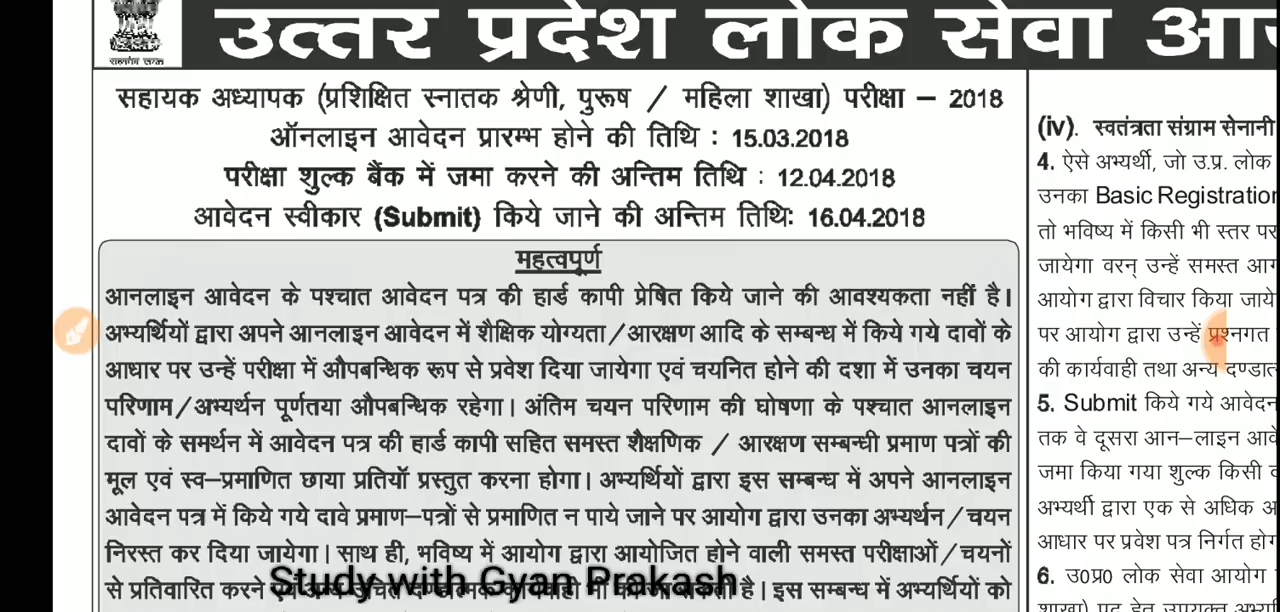 सत्यमेव जयते
उत्तर प्रदेश लोक सेवा
सहायक अध्यापक (प्रशिक्षित स्नातक श्रेणी, पुरूष / महिला शाखा) परीक्षा – 2018
ऑनलाइन आवेदन प्रारम्भ होने की तिथि : 15.03.2018
परीक्षा शुल्क बैंक में जमा करने की अन्तिम तिथि : 12.04.2018
आवेदन स्वीकार (Submit) किये जाने की अन्तिम तिथि: 16.04.2018
महत्वपूर्ण
आनलाइन आवेदन के पश्चात आवेदन पत्र की हार्ड कापी प्रेषित किये जाने की आवश्यकता नहीं है।
अभ्यर्थियों द्वारा अपने आनलाइन आवेदन में शैक्षिक योग्यता/आरक्षण आदि के सम्बन्ध में किये गये दावों के
आधार पर उन्हें परीक्षा में औपबन्धिक रूप से प्रवेश दिया जायेगा एवं चयनित होने की दशा में उनका चयन
परिणाम/अभ्यर्थन पूर्णतया औपबन्धिक रहेगा। अंतिम चयन परिणाम की घोषणा के पश्चात आनलाइन
दावों के समर्थन में आवेदन पत्र की हार्ड कापी सहित समस्त शैक्षणिक / आरक्षण सम्बन्धी प्रमाण पत्रों की
मूल एवं स्व–प्रमाणित छाया प्रतियॉ प्रस्तुत करना होगा। अभ्यर्थियों द्वारा इस सम्बन्ध में अपने आनलाइन
आवेदन पत्र में किये गये दावे प्रमाण–पत्रों से प्रमाणित न पाये जाने पर आयोग द्वारा उनका अभ्यर्थन/चयन
निरस्त कर दिया जायेगा। साथ ही, भविष्य में आयोग द्वारा आयोजित होने वाली समस्त परीक्षाओं/चयनों
से प्रतिवारित करने है। इस सम्बन्ध में अभ्यर्थियों को
Study with Gyan Prakash
(iv). स्वतंत्रता संग्राम सेनानी
4. ऐसे अभ्यर्थी, जो उ.प्र. लोक
उनका Basic Registration
तो भविष्य में किसी भी स्तर पर
जायेगा वरन् उन्हें समस्त
आयोग द्वारा विचार किया जाये
पर आयोग द्वारा उन्हें प्रश्नगत
की कार्यवाही तथा अन्य
5. Submit किये गये आवेदन
तक वे दूसरा आन–लाइन
जमा किया गया शुल्क किसी
अभ्यर्थी द्वारा एक से अधिक
आधार पर प्रवेश पत्र निर्गत
6. उ0प्र0 लोक सेवा आयोग
शाखा) पद हेतु उपयुक्त